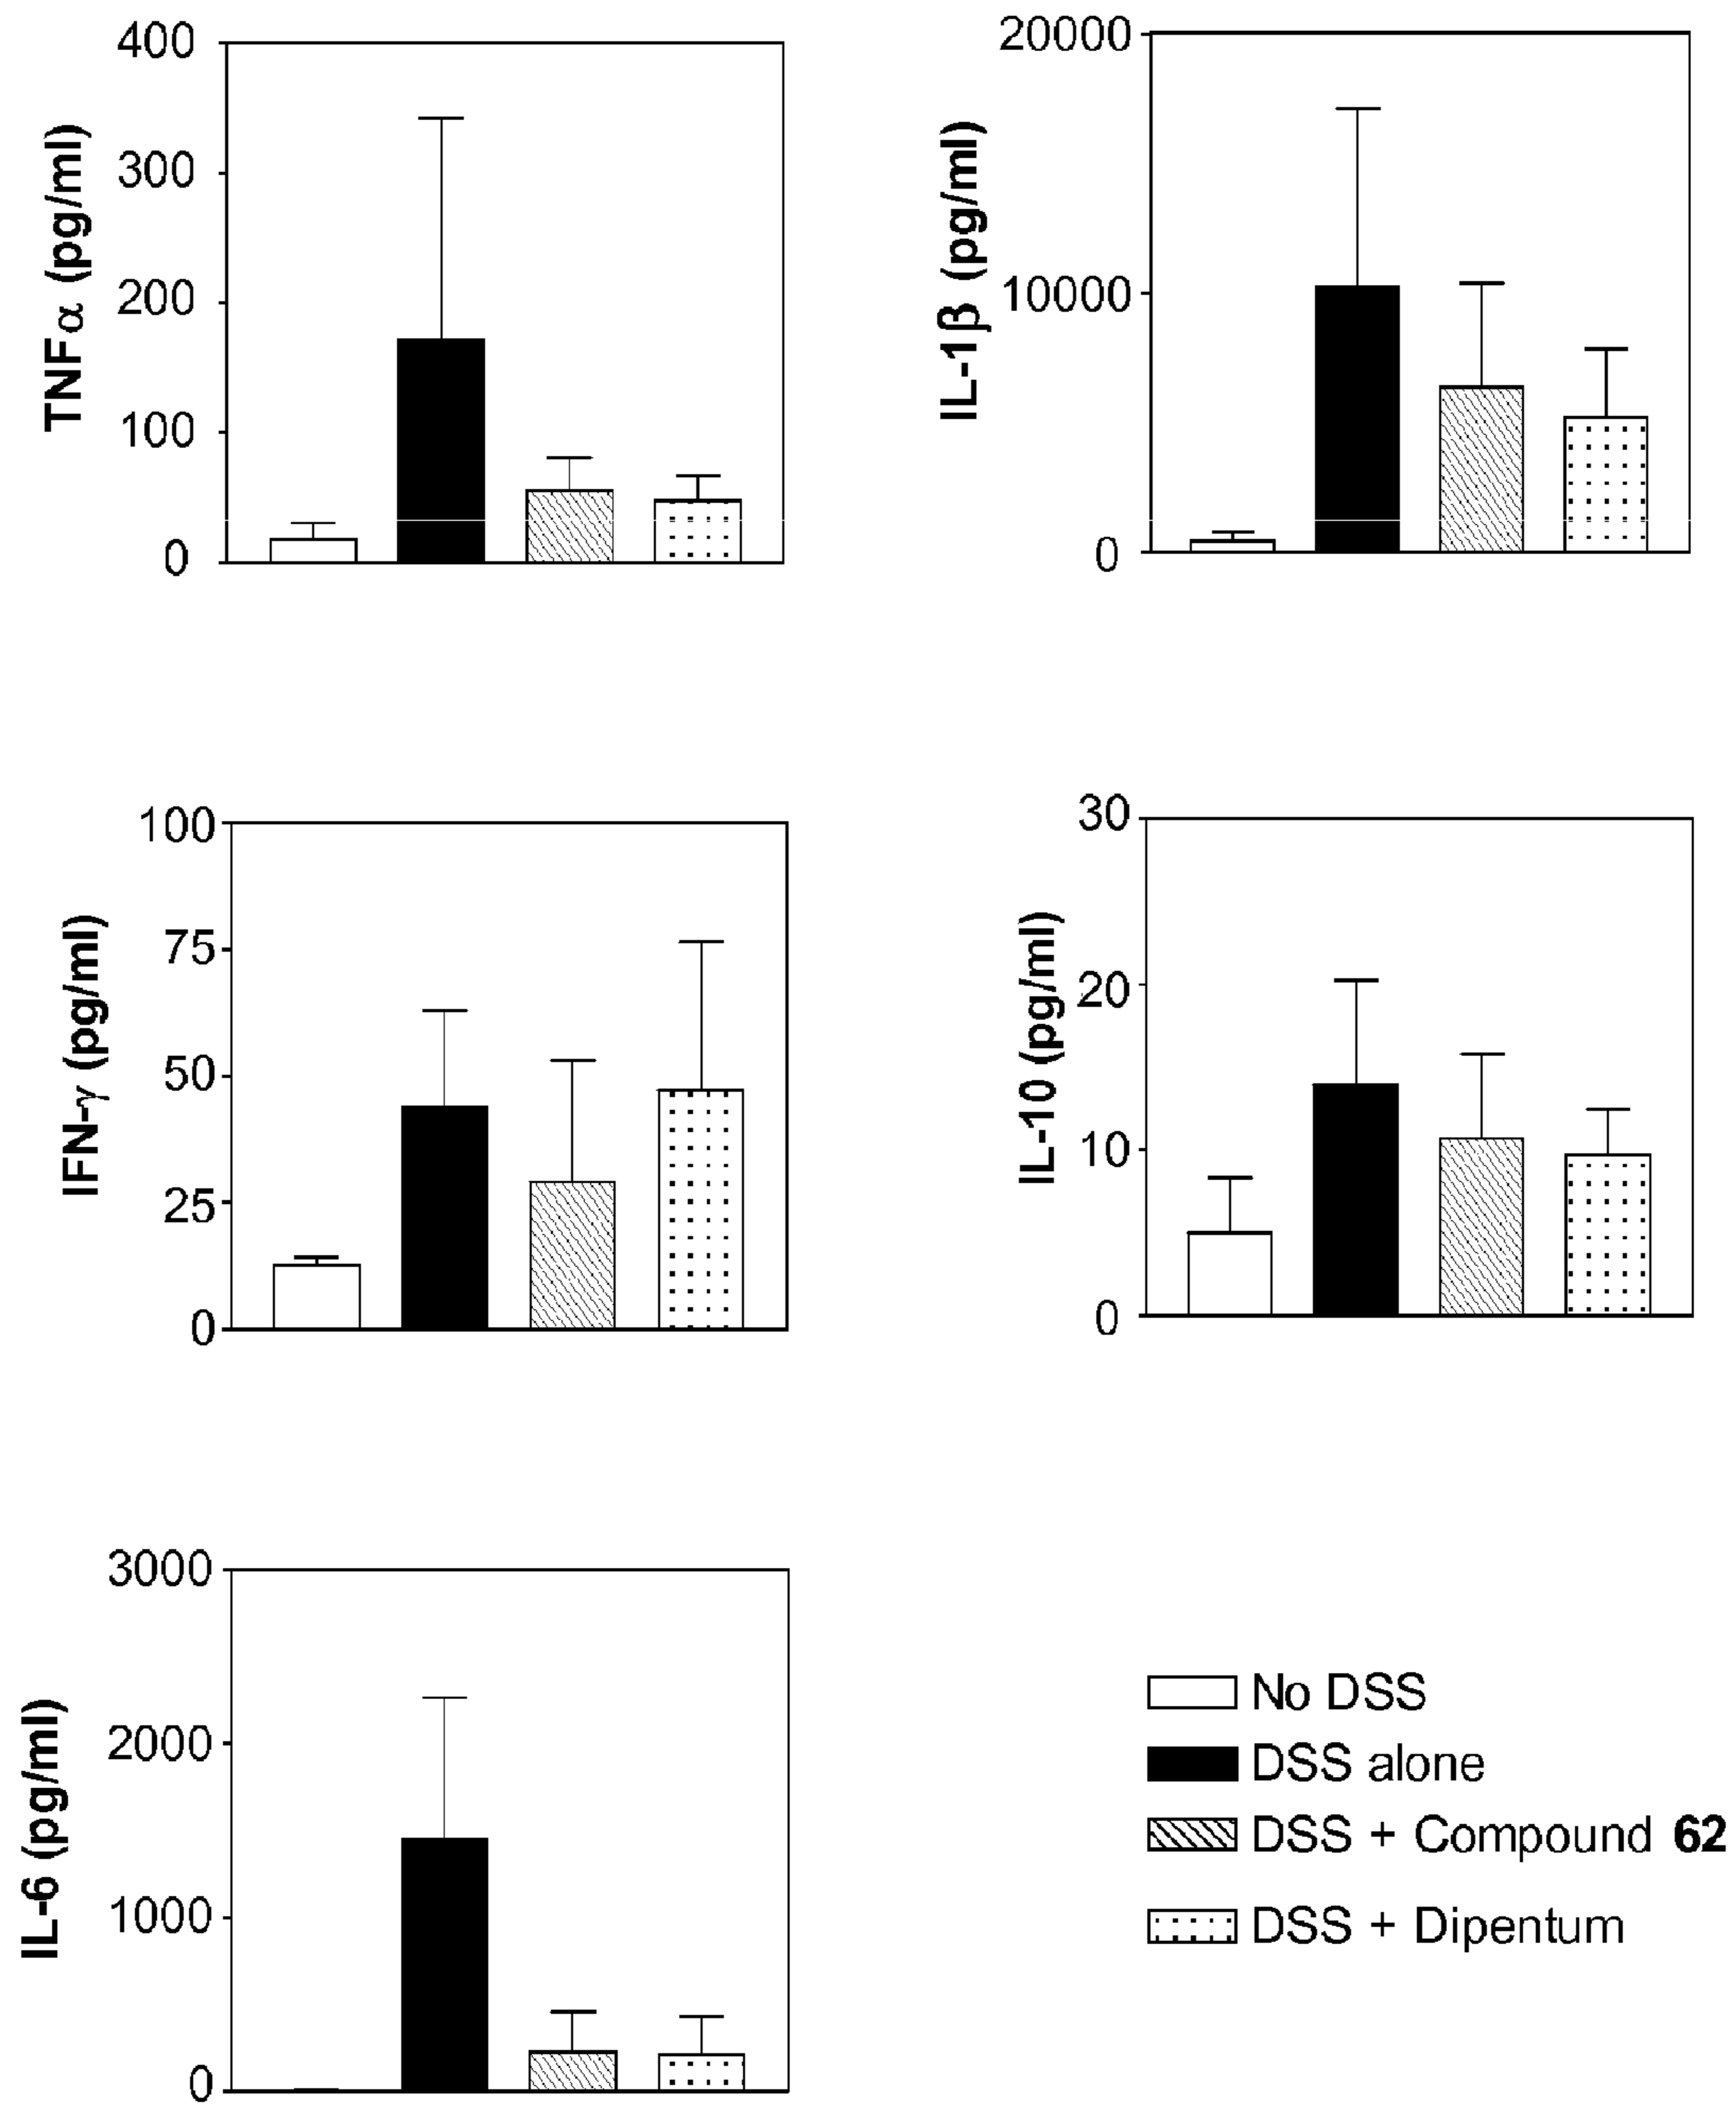 400
300
200
100
0
TNFα (pg/ml)
20000
10000
0
IL-1β (pg/ml)
100
75
50
25
0
IFN-γ (pg/ml)
30
20
10
0
IL-10 (pg/ml)
3000
2000
1000
0
IL-6 (pg/ml)
No DSS
DSS alone
DSS + Compound 62
DSS + Dipentum